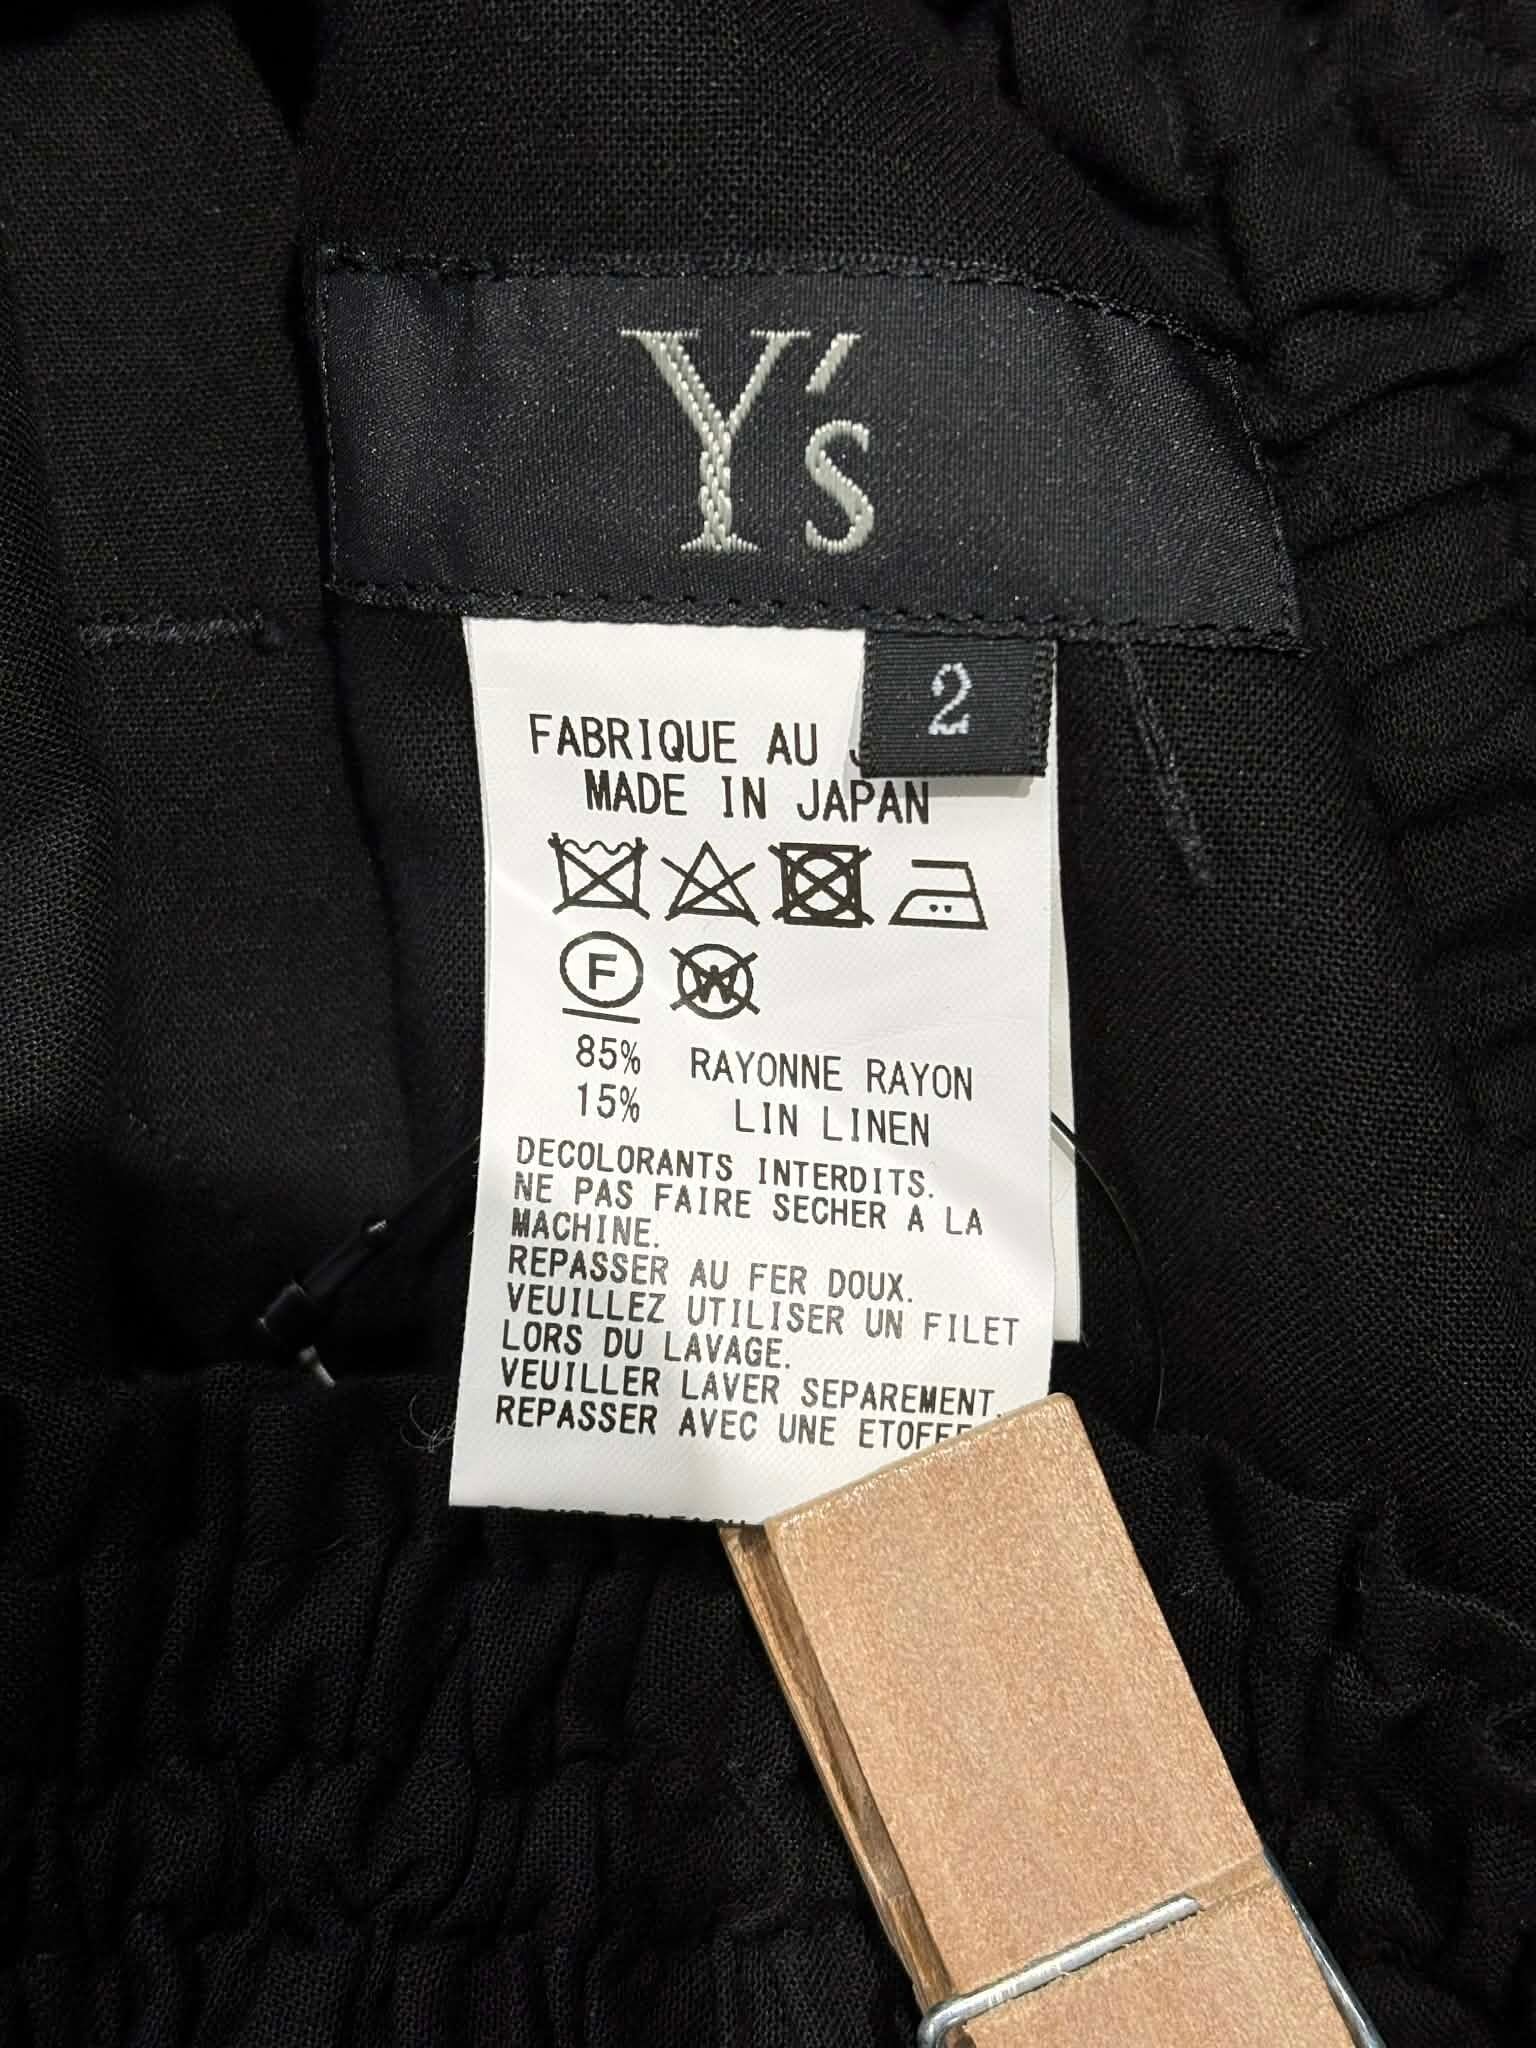 Y's
2
FABRIQUE AU
MADE IN JAPAN
F W
85% RAYONNE RAYON
15% LIN LINEN
DECOLORANTS INTERDITS.
NE PAS FAIRE SECHER A LA
MACHINE.
REPASSER AU FER DOUX.
VEUILLEZ UTILISER UN FILET
LORS DU LAVAGE.
VEUILLER LAVER SEPAREMENT.
REPASSER AVEC UNE